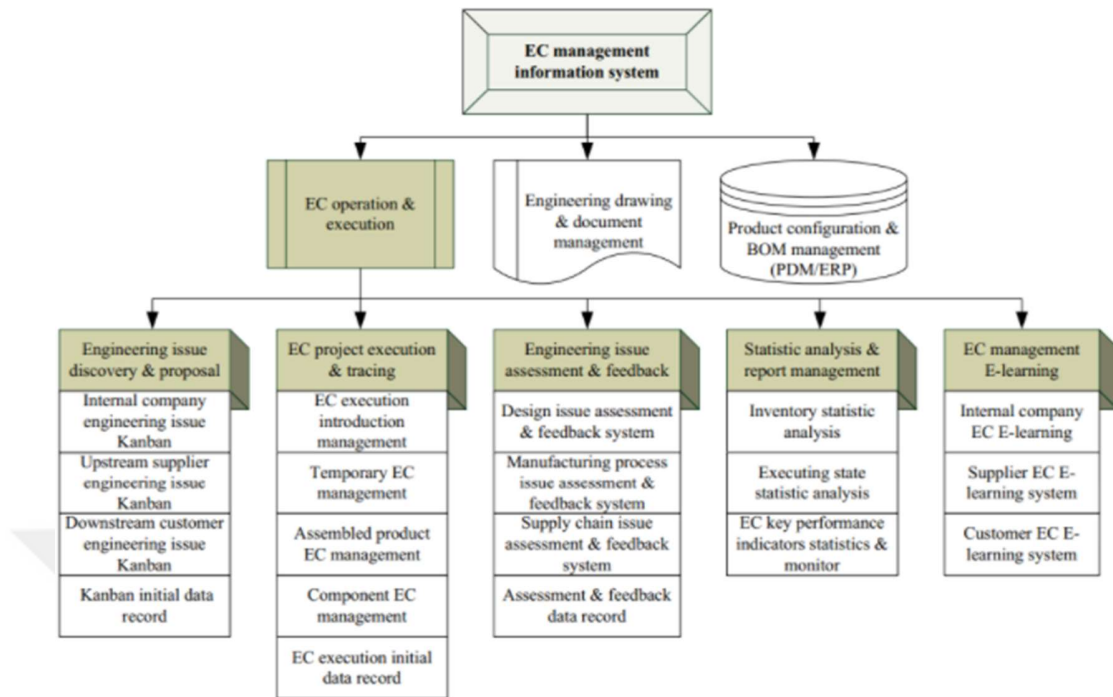 EC management
information system
EC operation &
execution
Engineering drawing
& document
management
Product configuration &
BOM management
(PDM/ERP)
Engineering issue
discovery & proposal
Internal company
engineering issue
Kanban
Upstream supplier
engineering issue
Kanban
Downstream customer
engineering issue
Kanban
Kanban initial data
record
EC project execution
& tracing
EC execution
introduction
management
Temporary EC
management
Assembled product
EC management
Component EC
management
EC execution initial
data record
Engineering issue
assessment & feedback
Design issue assessment
& feedback system
Manufacturing process
issue assessment &
feedback system
Supply chain issue
assessment & feedback
system
Assessment & feedback
data record
Statistic analysis &
report management
Inventory statistic
analysis
Executing state
statistic analysis
EC key performance
indicators statistics &
monitor
EC management
E-learning
Internal company
EC E-learning
Supplier EC E-
learning system
Customer EC E-
learning system